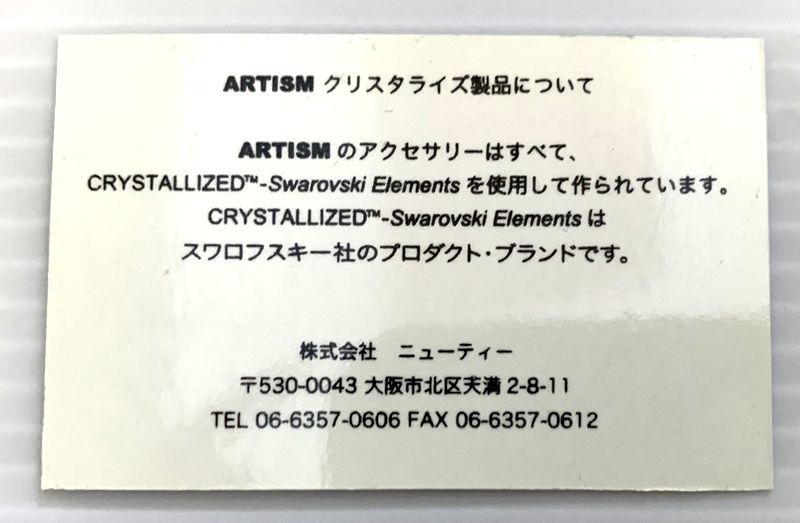 ARTISM クリスタライズ製品について
ARTISM のアクセサリーはすべて、
CRYSTALLIZED™-Swarovski Elements を使用して作られています。
CRYSTALLIZED™-Swarovski Elements は
スワロフスキー社のプロダクト・ブランドです。
株式会社　ニューティー
〒530-0043 大阪市北区天満 2-8-11
TEL 06-6357-0606 FAX 06-6357-0612